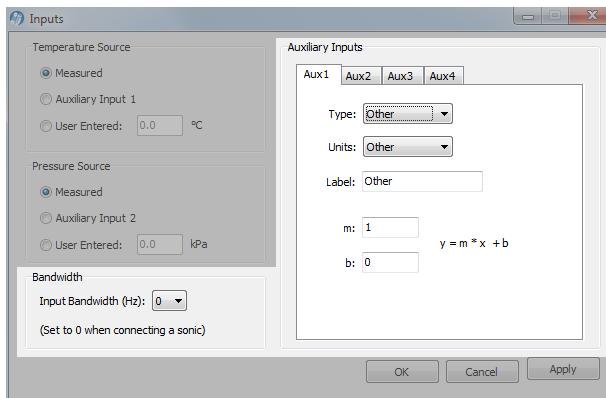 Inputs
Temperature Source
Measured
Auxiliary Input 1
User Entered: 0.0 °C
Pressure Source
Measured
Auxiliary Input 2
User Entered: 0.0 kPa
Bandwidth
Input Bandwidth (Hz): 0
(Set to 0 when connecting a sonic)
Auxiliary Inputs
Aux1 Aux2 Aux3 Aux4
Type: Other
Units: Other
Label: Other
m: 1
y = m * x + b
b: 0
OK Cancel Apply